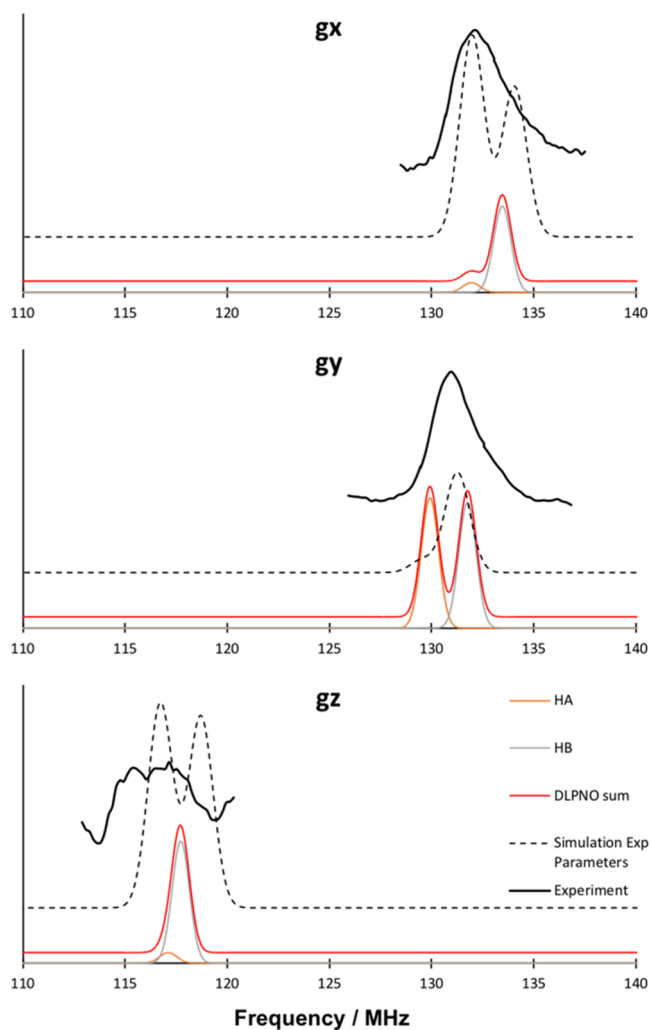 gx
110 115 120 125 130 135 140
gy
110 115 120 125 130 135 140
gz
HA
HB
DLPNO sum
Simulation Exp
Parameters
Experiment
110 115 120 125 130 135 140
Frequency / MHz